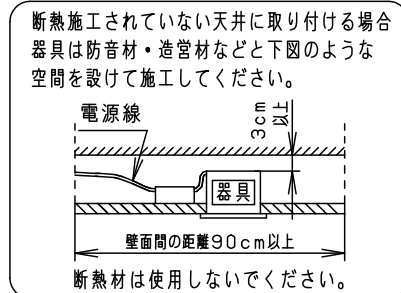 断熱施工されていない天井に取り付ける場合
器具は防音材・造営材などと下図のような
空間を設けて施工してください。
電源線
3cm
以上
器具
壁面間の距離90cm以上
断熱材は使用しないでください。